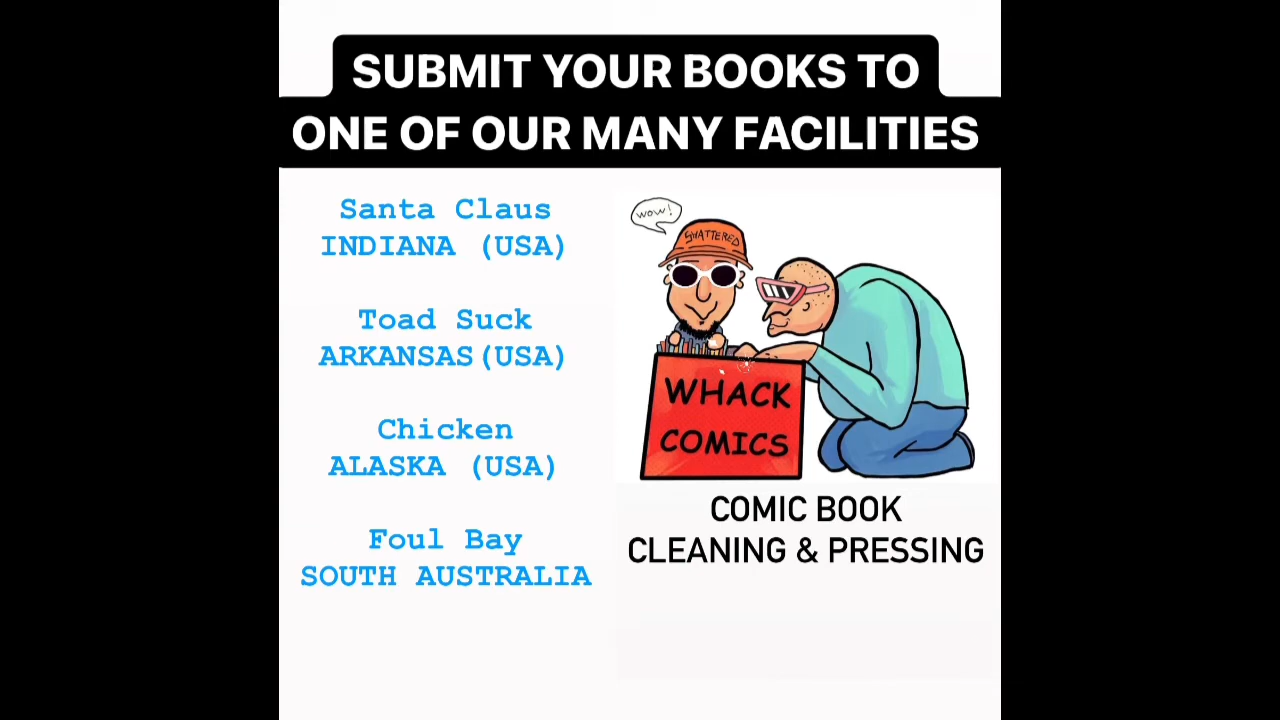 SUBMIT YOUR BOOKS TO
ONE OF OUR MANY FACILITIES
Santa Claus
INDIANA (USA)
Toad Suck
ARKANSAS(USA)
Chicken
ALASKA (USA)
Foul Bay
SOUTH AUSTRALIA
wow!
SHATTERED
WHACK
COMICS
COMIC BOOK
CLEANING & PRESSING